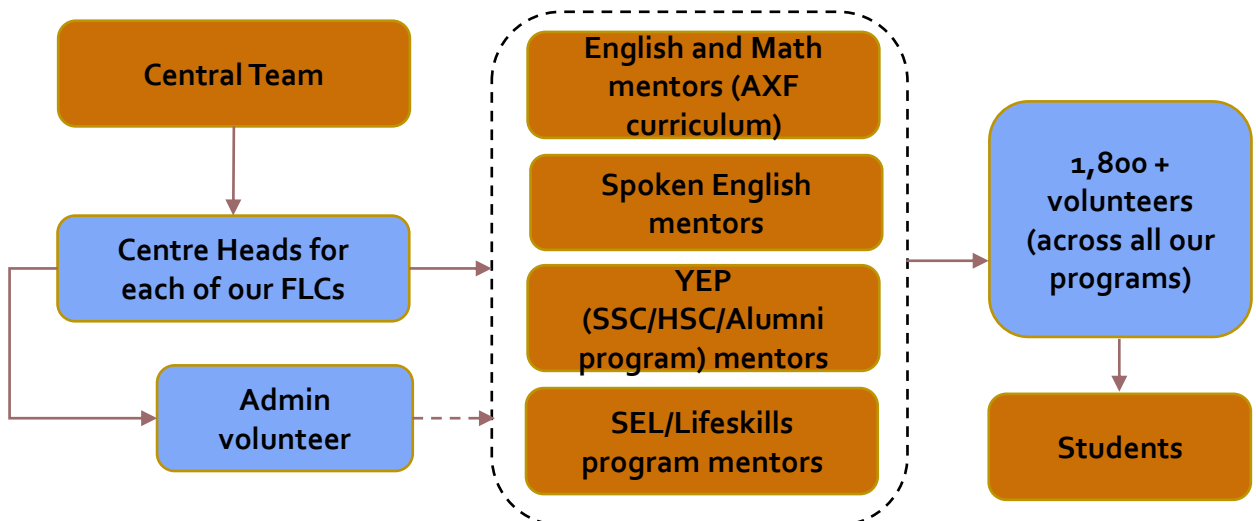 Central Team
Centre Heads for
each of our FLCs
Admin
volunteer
English and Math
mentors (AXF
curriculum)
Spoken English
mentors
YEP
(SSC/HSC/Alumni
program) mentors
SEL/Lifeskills
program mentors
1,800 +
volunteers
(across all our
programs)
Students